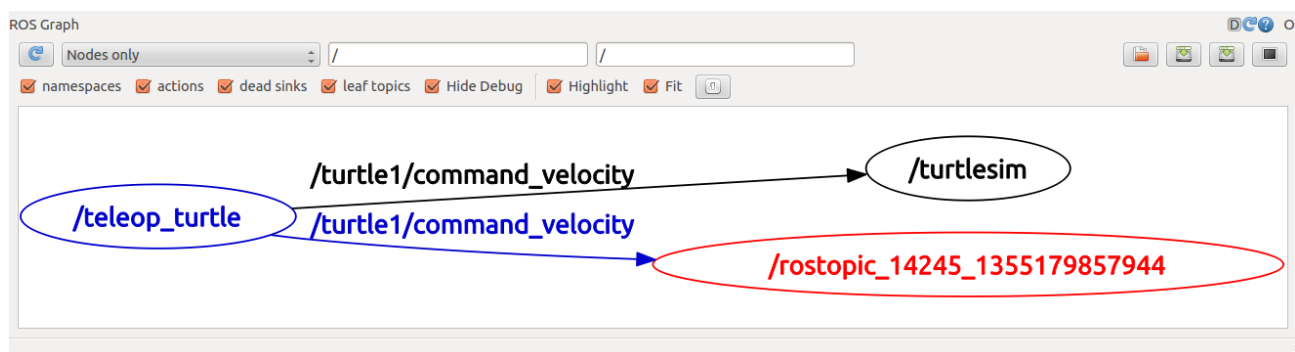 ROS Graph
D C ? O
Nodes only / /
namespaces actions dead sinks leaf topics Hide Debug Highlight Fit
/turtle1/command_velocity /turtlesim
/teleop_turtle /turtle1/command_velocity
/rostopic_14245_1355179857944